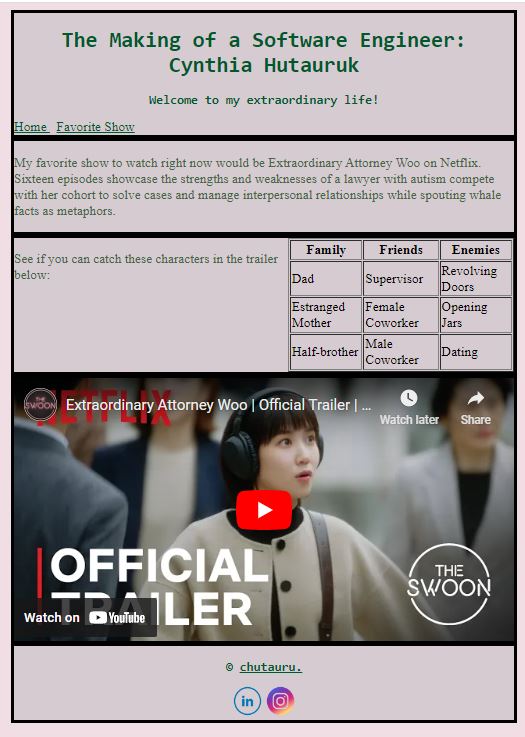 The Making of a Software Engineer:
Cynthia Hutauruk
Welcome to my extraordinary life!
Home Favorite Show
My favorite show to watch right now would be Extraordinary Attorney Woo on Netflix.
Sixteen episodes showcase the strengths and weaknesses of a lawyer with autism compete
with her cohort to solve cases and manage interpersonal relationships while spouting whale
facts as metaphors.
See if you can catch these characters in the trailer
below:
Family Friends Enemies
Dad Supervisor Revolving
Doors
Estranged
Mother Female
Coworker Opening
Jars
Half-brother Male
Coworker Dating
THE
SWOON
Extraordinary Attorney Woo | Official Trailer | ...
NETFLIX
Watch later
Share
OFFICIAL
TRAILER
THE
SWOON
Watch on YouTube
© chutauru.
in